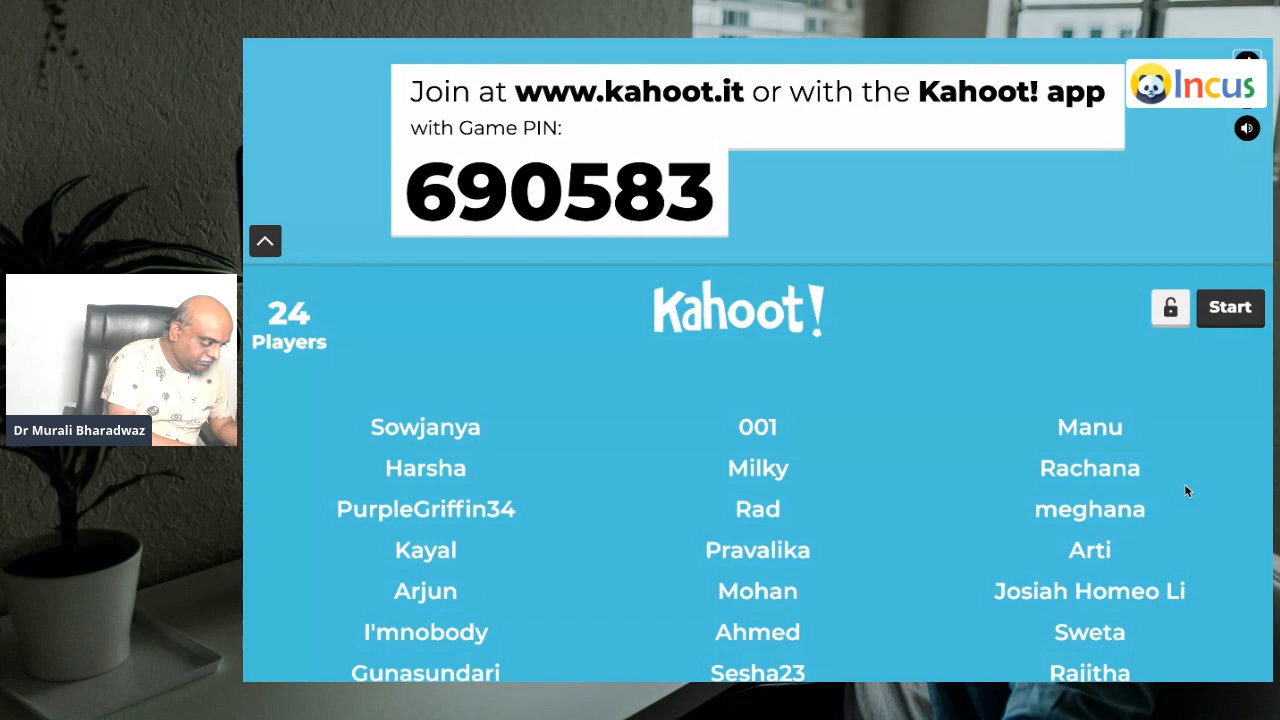 Join at www.kahoot.it or with the Kahoot! app
with Game PIN:
690583
Incus
24
Players
Kahoot!
Start
Sowjanya 001 Manu
Harsha Milky Rachana
PurpleGriffin34 Rad meghana
Kayal Pravalika Arti
Arjun Mohan Josiah Homeo Li
I'mnobody Ahmed Sweta
Gunasundari Sesha23 Rajitha
Dr Murali Bharadwaz